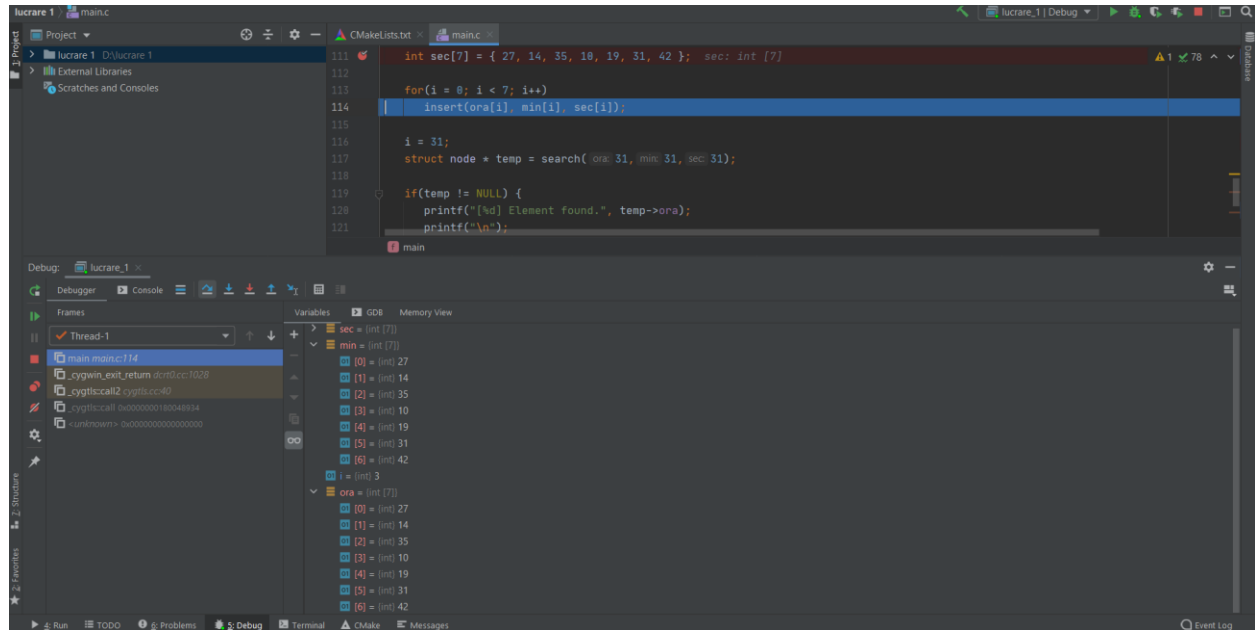 lucrare 1 main.c
lucrare_1 | Debug
Project
CMakeLists.txt main.c
lucrare 1 D:\lucrare 1
External Libraries
Scratches and Consoles
1: Project
Database
111 int sec[7] = { 27, 14, 35, 10, 19, 31, 42 }; sec: int [7]
1 78
112
113 for(i = 0; i < 7; i++)
114 insert(ora[i], min[i], sec[i]);
115
116 i = 31;
117 struct node * temp = search( ora: 31, min: 31, sec: 31);
118
119 if(temp != NULL) {
120 printf("[%d] Element found.", temp->ora);
121 printf("\n");
main
Debug: lucrare_1
Debugger Console
Frames
Variables GDB Memory View
Thread-1
main main.c:114
_cygwin_exit_return dcrt0.cc:1028
_cygtls::call2 cygtls.cc:40
_cygtls::call 0x0000000180048934
<unknown> 0x0000000000000000
sec = {int [7]}
min = {int [7]}
[0] = {int} 27
[1] = {int} 14
[2] = {int} 35
[3] = {int} 10
[4] = {int} 19
[5] = {int} 31
[6] = {int} 42
i = {int} 3
ora = {int [7]}
[0] = {int} 27
[1] = {int} 14
[2] = {int} 35
[3] = {int} 10
[4] = {int} 19
[5] = {int} 31
[6] = {int} 42
Z: Structure
2: Favorites
4: Run TODO 6: Problems 5: Debug Terminal CMake Messages
Event Log